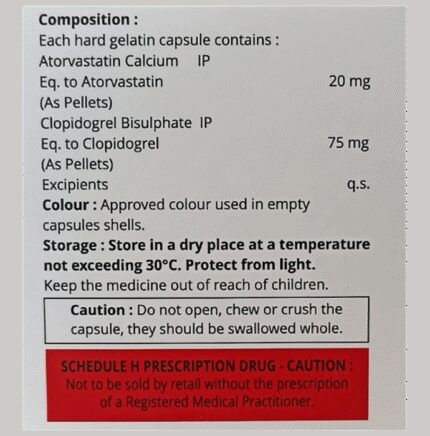 Composition :
Each hard gelatin capsule contains :
Atorvastatin Calcium IP
Eq. to Atorvastatin 20 mg
(As Pellets)
Clopidogrel Bisulphate IP
Eq. to Clopidogrel 75 mg
(As Pellets)
Excipients q.s.
Colour : Approved colour used in empty
capsules shells.
Storage : Store in a dry place at a temperature
not exceeding 30°C. Protect from light.
Keep the medicine out of reach of children.
Caution : Do not open, chew or crush the
capsule, they should be swallowed whole.
SCHEDULE H PRESCRIPTION DRUG - CAUTION :
Not to be sold by retail without the prescription
of a Registered Medical Practitioner.